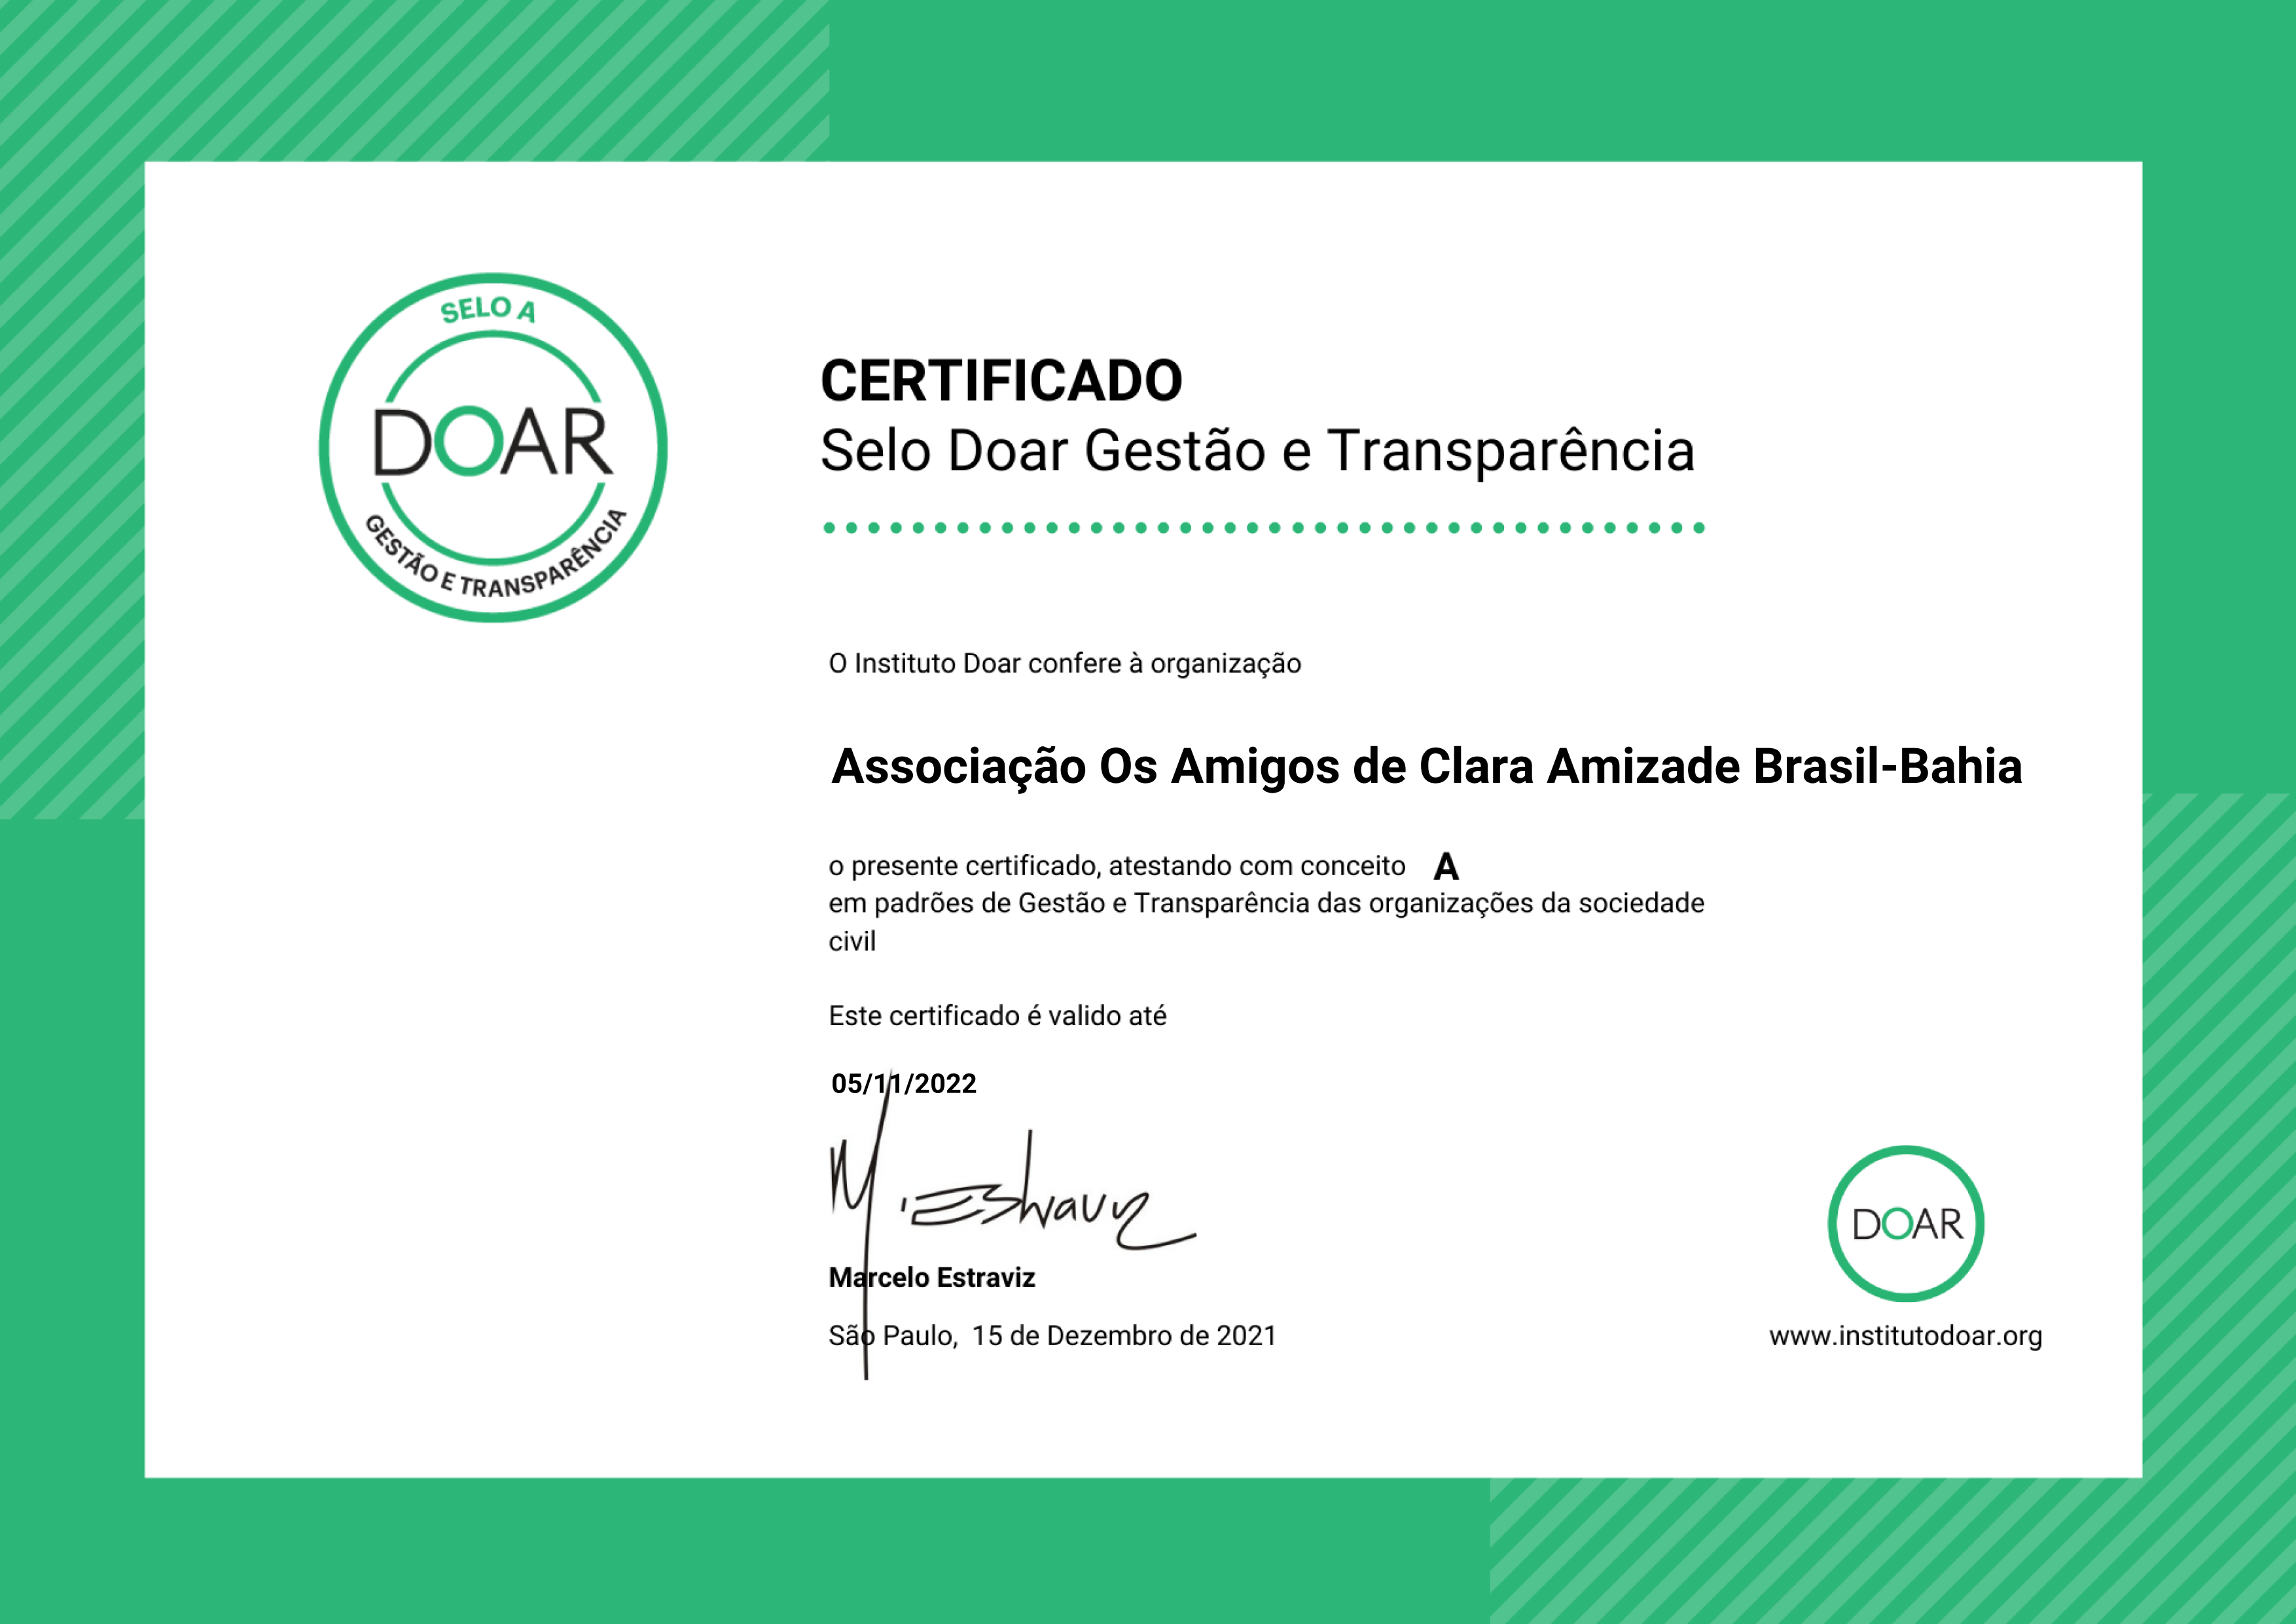 SELO A
DOAR
GESTÃO E TRANSPARÊNCIA
CERTIFICADO
Selo Doar Gestão e Transparência
O Instituto Doar confere à organização
Associação Os Amigos de Clara Amizade Brasil-Bahia
o presente certificado, atestando com conceito A
em padrões de Gestão e Transparência das organizações da sociedade
civil
Este certificado é valido até
05/11/2022
M. Estraviz
Marcelo Estraviz
São Paulo, 15 de Dezembro de 2021
DOAR
www.institutodoar.org